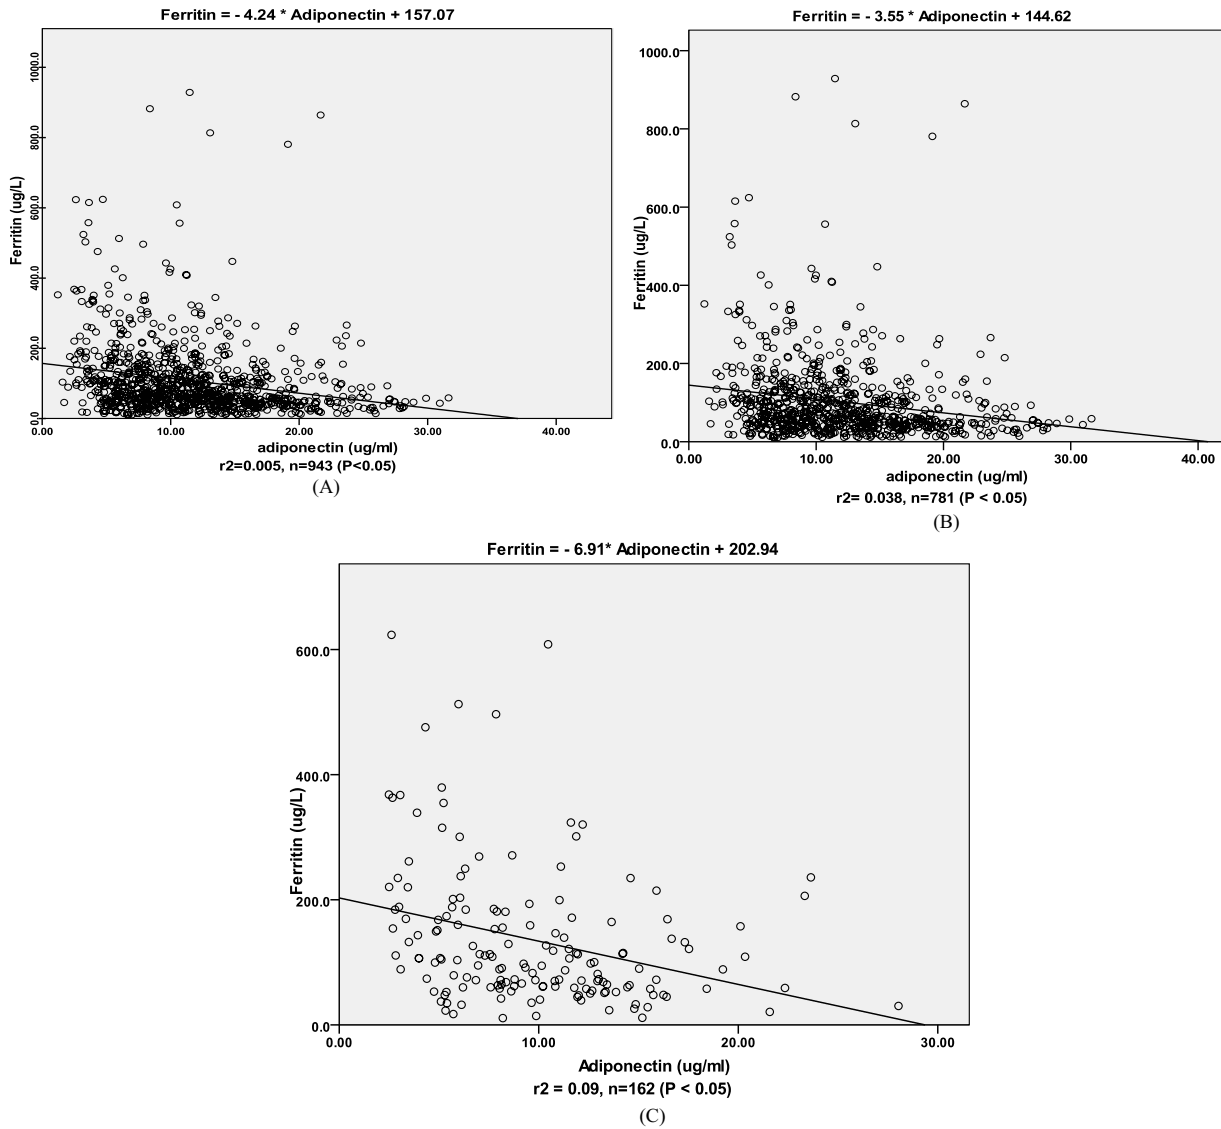 Ferritin = - 4.24 * Adiponectin + 157.07
1000.0
800.0
600.0
400.0
200.0
.0
Ferritin (ug/L)
0.00 10.00 20.00 30.00 40.00
adiponectin (ug/ml)
r2=0.005, n=943 (P<0.05)
(A)
Ferritin = - 3.55 * Adiponectin + 144.62
1000.0
800.0
600.0
400.0
200.0
0.0
Ferritin (ug/L)
0.00 10.00 20.00 30.00 40.00
adiponectin (ug/ml)
r2= 0.038, n=781 (P < 0.05)
(B)
Ferritin = - 6.91* Adiponectin + 202.94
600.0
400.0
200.0
0.0
Ferritin (ug/L)
0.00 10.00 20.00 30.00
Adiponectin (ug/ml)
r2 = 0.09, n=162 (P < 0.05)
(C)